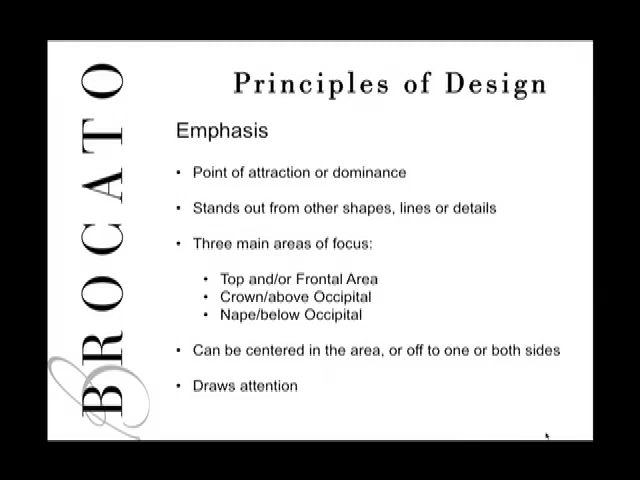 BROCATO
Principles of Design
Emphasis
• Point of attraction or dominance
• Stands out from other shapes, lines or details
• Three main areas of focus:
• Top and/or Frontal Area
• Crown/above Occipital
• Nape/below Occipital
• Can be centered in the area, or off to one or both sides
• Draws attention